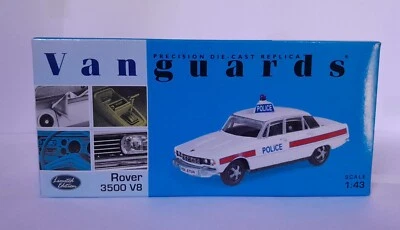 PRECISION DIE-CAST REPLICA
Vanguards
POLICE
POLICE
Limited
Edition
Rover
3500 V8
SCALE
1:43